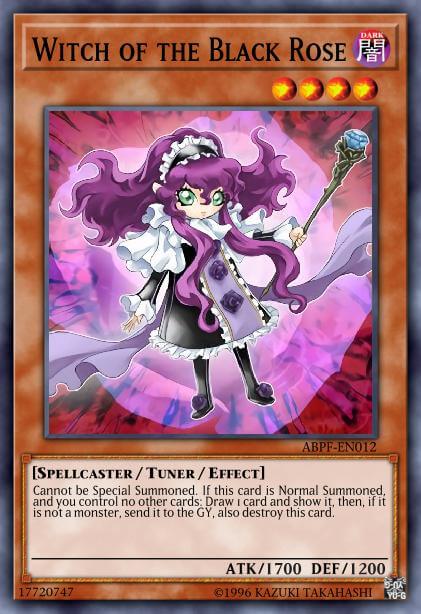 WITCH OF THE BLACK ROSE
DARK
闇
ABPF-EN012
[SPELLCASTER / TUNER / EFFECT]
Cannot be Special Summoned. If this card is Normal Summoned,
and you control no other cards: Draw 1 card and show it, then, if it
is not a monster, send it to the GY, also destroy this card.
ATK/1700 DEF/1200
17720747
©1996 KAZUKI TAKAHASHI